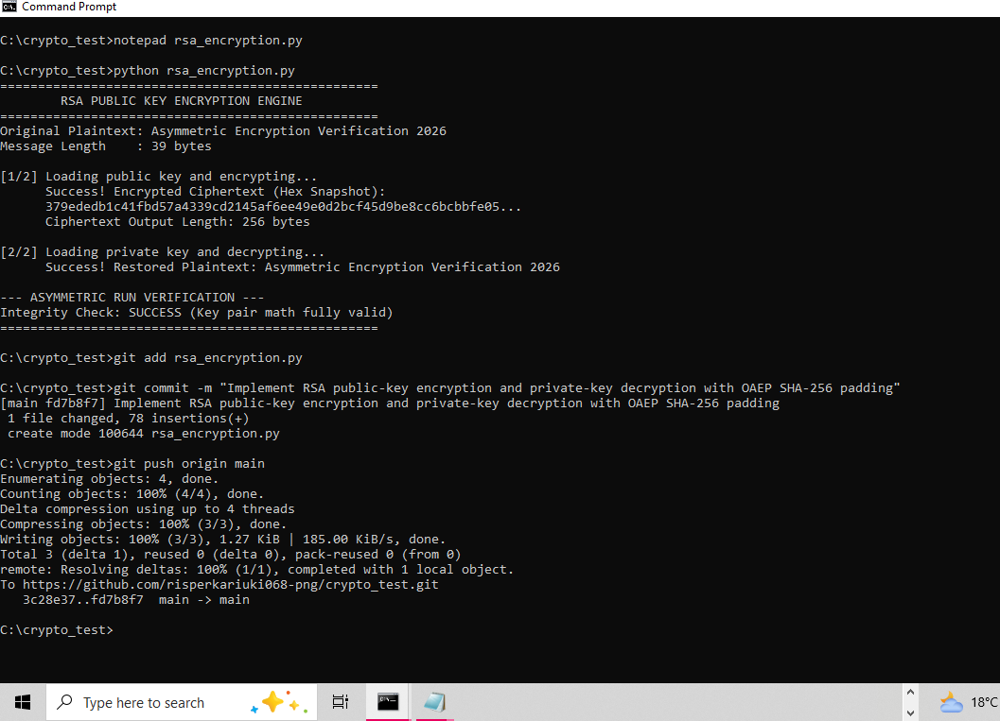 Command Prompt
C:\crypto_test>notepad rsa_encryption.py
C:\crypto_test>python rsa_encryption.py
==================================================
        RSA PUBLIC KEY ENCRYPTION ENGINE
==================================================
Original Plaintext: Asymmetric Encryption Verification 2026
Message Length    : 39 bytes
[1/2] Loading public key and encrypting...
      Success! Encrypted Ciphertext (Hex Snapshot):
      379ededb1c41fbd57a4339cd2145af6ee49e0d2bcf45d9be8cc6bcbbfe05...
      Ciphertext Output Length: 256 bytes
[2/2] Loading private key and decrypting...
      Success! Restored Plaintext: Asymmetric Encryption Verification 2026
--- ASYMMETRIC RUN VERIFICATION ---
Integrity Check: SUCCESS (Key pair math fully valid)
==================================================
C:\crypto_test>git add rsa_encryption.py
C:\crypto_test>git commit -m "Implement RSA public-key encryption and private-key decryption with OAEP SHA-256 padding"
[main fd7b8f7] Implement RSA public-key encryption and private-key decryption with OAEP SHA-256 padding
 1 file changed, 78 insertions(+)
 create mode 100644 rsa_encryption.py
C:\crypto_test>git push origin main
Enumerating objects: 4, done.
Counting objects: 100% (4/4), done.
Delta compression using up to 4 threads
Compressing objects: 100% (3/3), done.
Writing objects: 100% (3/3), 1.27 KiB | 185.00 KiB/s, done.
Total 3 (delta 1), reused 0 (delta 0), pack-reused 0 (from 0)
remote: Resolving deltas: 100% (1/1), completed with 1 local object.
To https://github.com/risperkariuki068-png/crypto_test.git
   3c28e37..fd7b8f7  main -> main
C:\crypto_test>
Type here to search
18°C